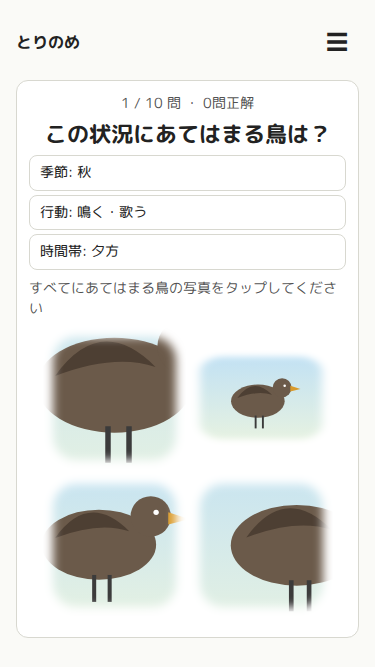 とりのめ
1 / 10 問 · 0問正解
この状況にあてはまる鳥は？
季節: 秋
行動: 鳴く・歌う
時間帯: 夕方
すべてにあてはまる鳥の写真をタップしてくださ
い